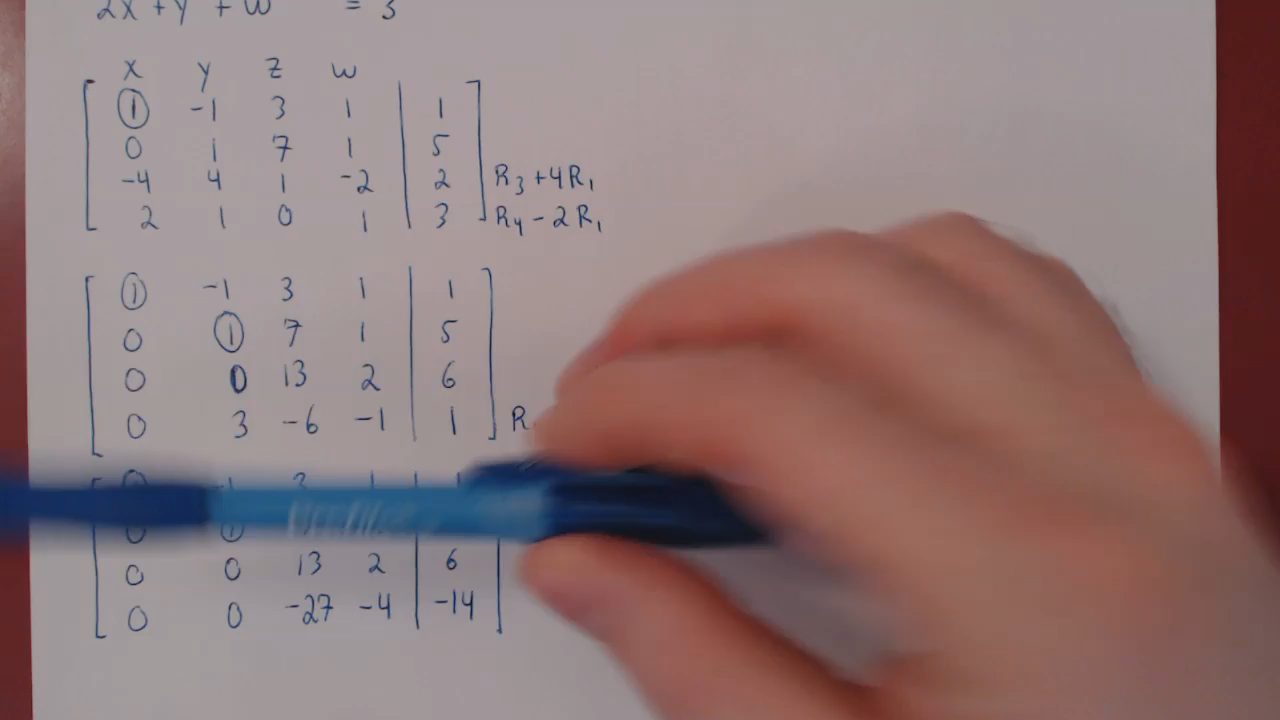 2x + y + w = 3
x y z w
1 -1 3 1 | 1
0 1 7 1 | 5
-4 4 1 -2 | 2 R3 + 4R1
2 1 0 1 | 3 R4 - 2R1
1 -1 3 1 | 1
0 1 7 1 | 5
0 0 13 2 | 6
0 3 -6 -1 | 1 R
0 0 13 2 | 6
0 0 -27 -4 | -14